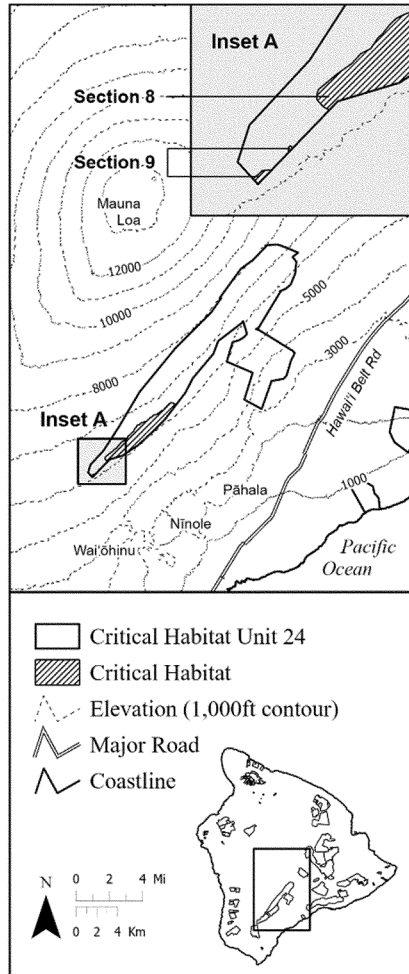 Inset A
Section 8
Section 9
Mauna
Loa
12000
10000
8000
5000
3000
1000
Inset A
Hawai'i Belt Rd
Pāhala
Nīnole
Wai'ōhinu
Pacific
Ocean
Critical Habitat Unit 24
Critical Habitat
Elevation (1,000ft contour)
Major Road
Coastline
N
0 2 4 Mi
0 2 4 Km